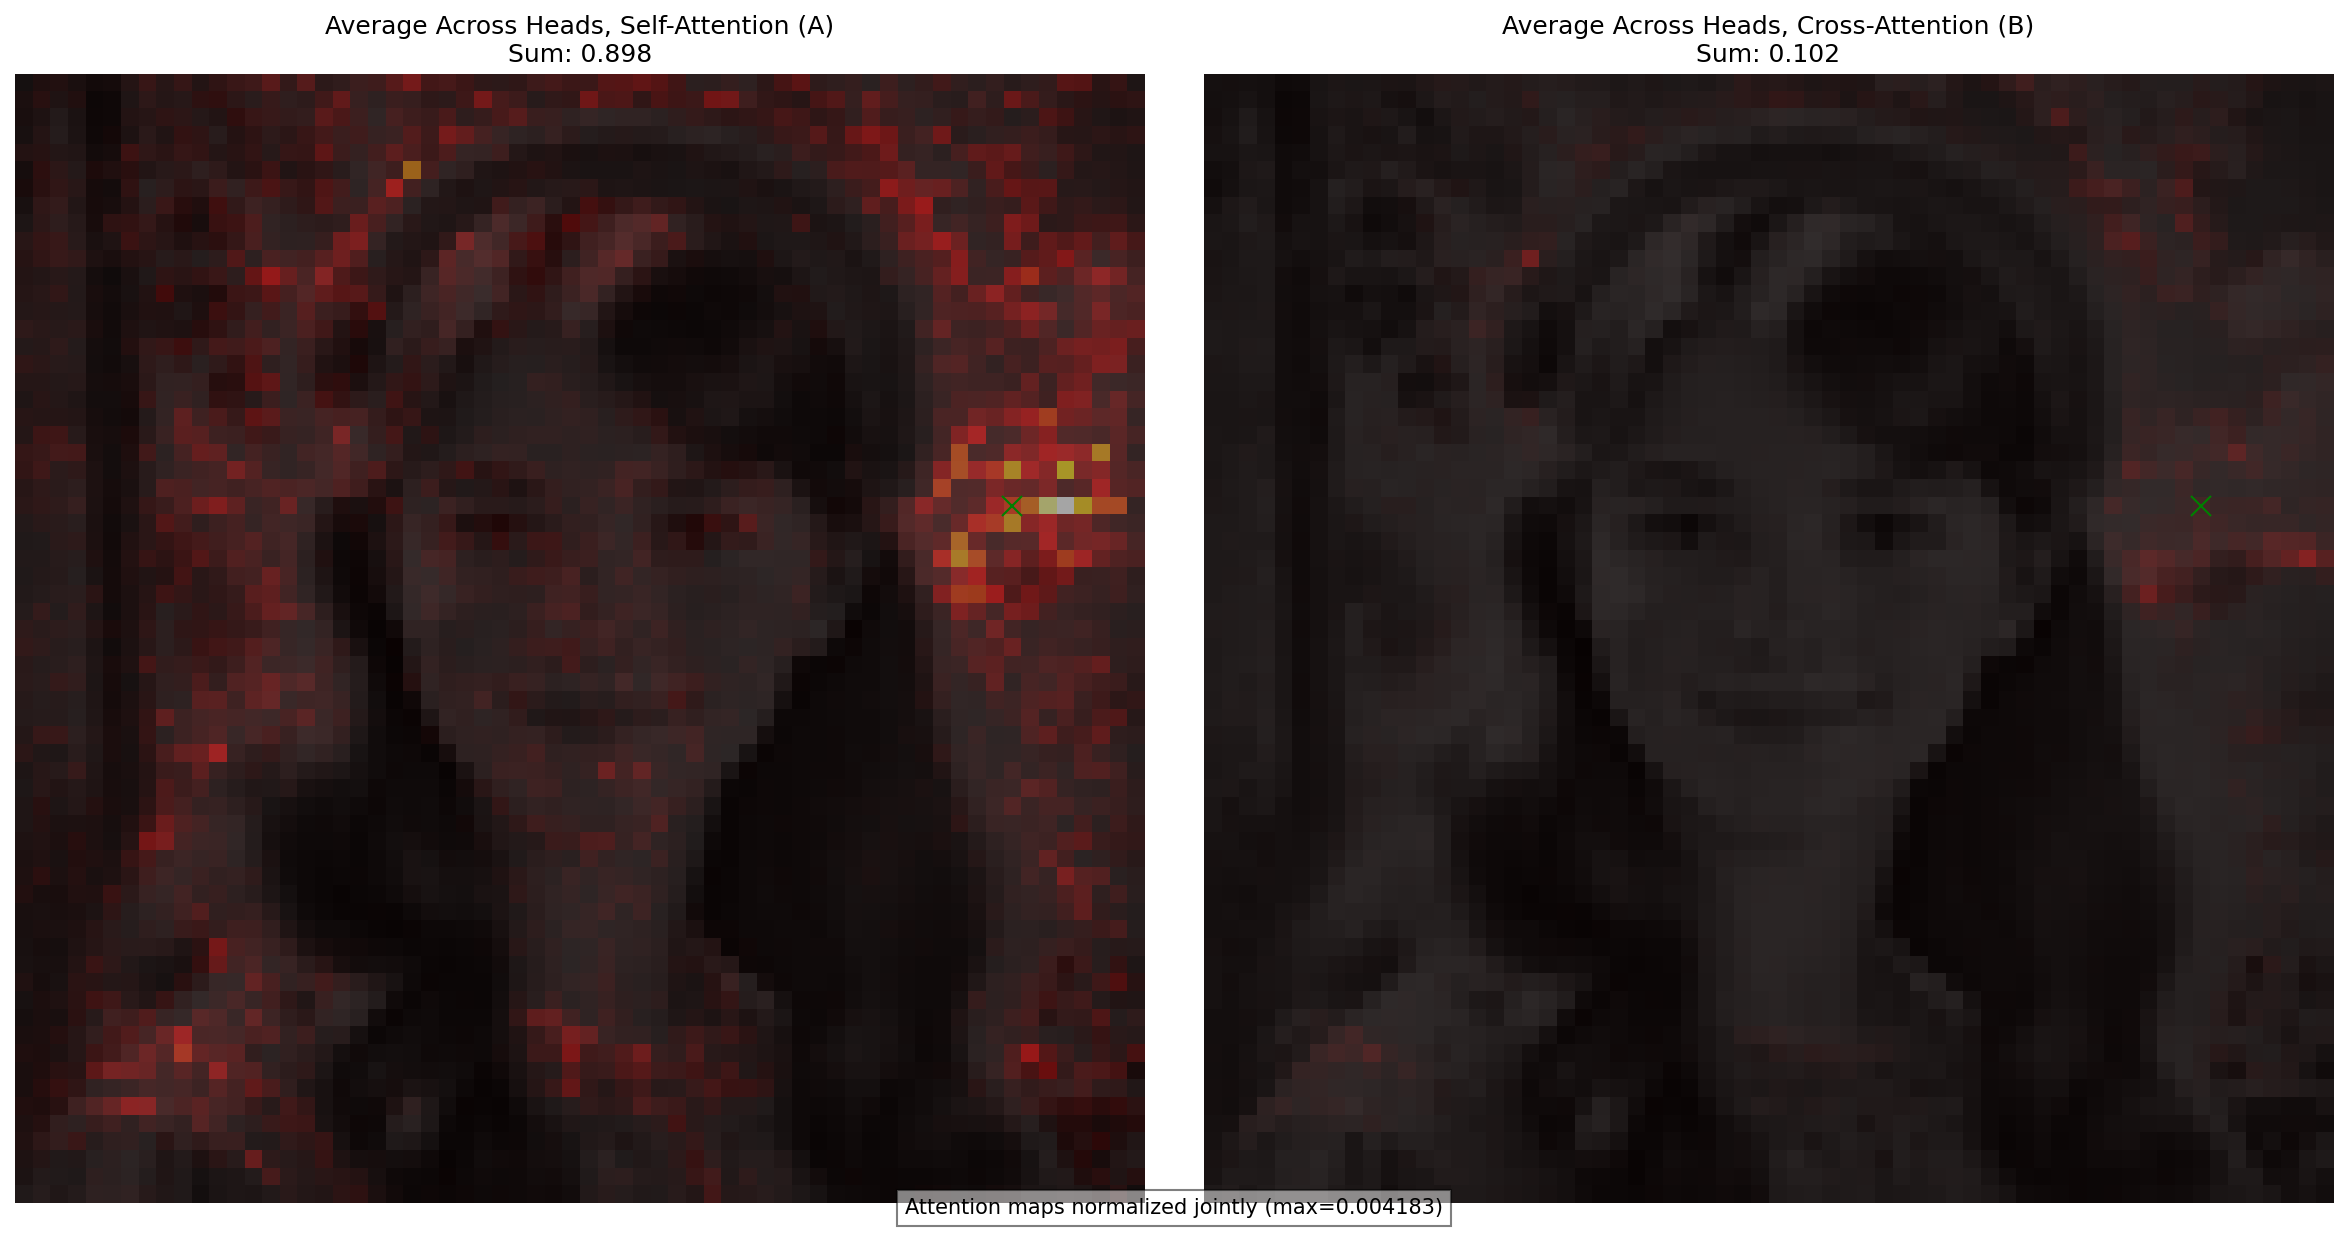 Average Across Heads, Self-Attention (A)
Sum: 0.898
Average Across Heads, Cross-Attention (B)
Sum: 0.102
Attention maps normalized jointly (max=0.004183)